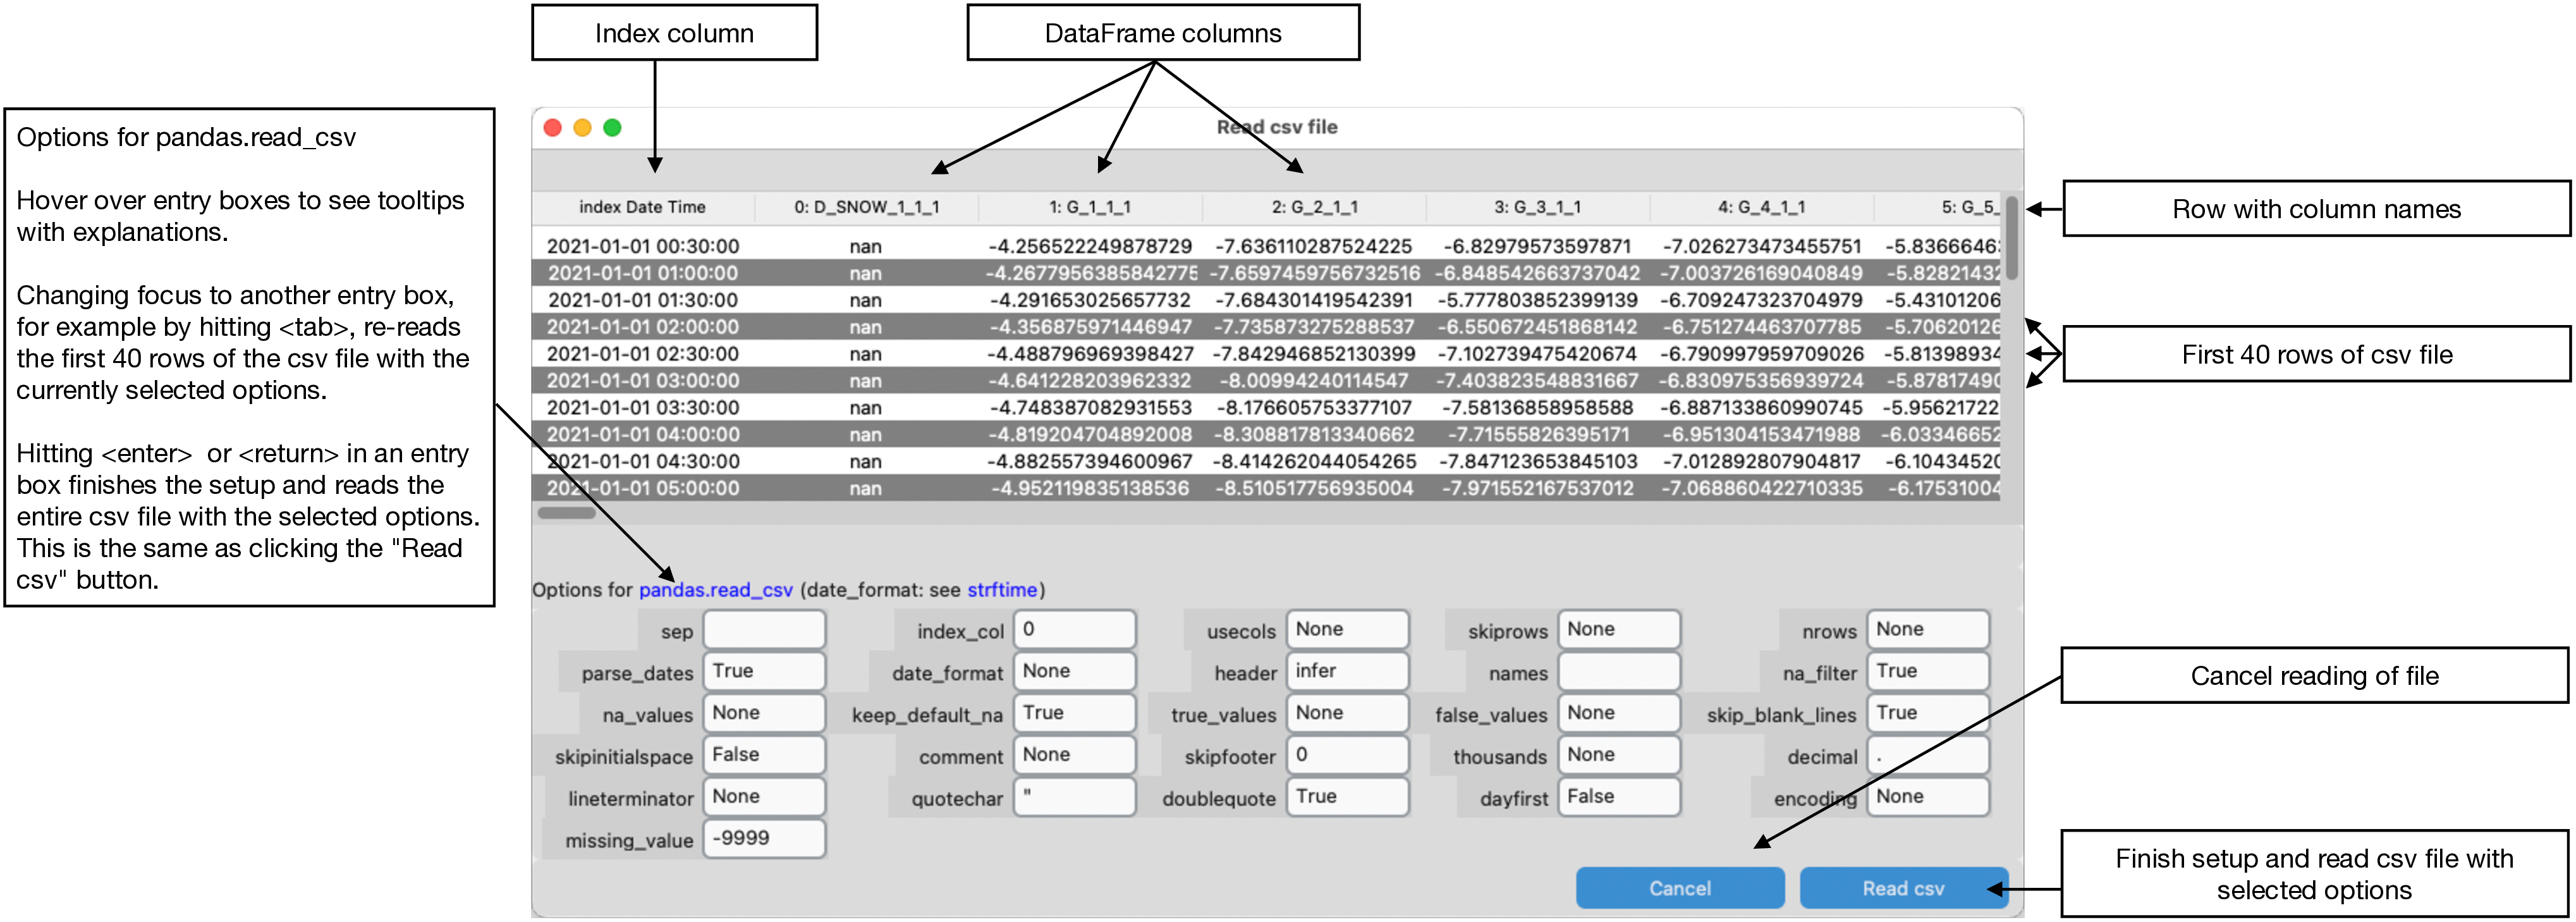 Index column
DataFrame columns
Options for pandas.read_csv
Hover over entry boxes to see tooltips
with explanations.
Changing focus to another entry box,
for example by hitting <tab>, re-reads
the first 40 rows of the csv file with the
currently selected options.
Hitting <enter>  or <return> in an entry
box finishes the setup and reads the
entire csv file with the selected options.
This is the same as clicking the "Read
csv" button.
Read csv file
index Date Time 0: D_SNOW_1_1_1 1: G_1_1_1 2: G_2_1_1 3: G_3_1_1 4: G_4_1_1 5: G_5_
2021-01-01 00:30:00 nan -4.256522249878729 -7.636110287524225 -6.82979573597871 -7.026273473455751 -5.8366646
2021-01-01 01:00:00 nan -4.2677956385842775 -7.6597459756732516 -6.848542663737042 -7.003726169040849 -5.82821432
2021-01-01 01:30:00 nan -4.291653025657732 -7.684301419542391 -5.777803852399139 -6.709247323704979 -5.43101206
2021-01-01 02:00:00 nan -4.356875971446947 -7.735873275288537 -6.550672451868142 -6.751274463707785 -5.70620126
2021-01-01 02:30:00 nan -4.488796969398427 -7.842946852130399 -7.102739475420674 -6.790997959709026 -5.81398934
2021-01-01 03:00:00 nan -4.641228203962332 -8.00994240114547 -7.403823548831667 -6.830975356939724 -5.87817490
2021-01-01 03:30:00 nan -4.748387082931553 -8.176605753377107 -7.58136858958588 -6.887133860990745 -5.95621722
2021-01-01 04:00:00 nan -4.819204704892008 -8.308817813340662 -7.71555826395171 -6.951304153471988 -6.03346652
2021-01-01 04:30:00 nan -4.882557394600967 -8.414262044054265 -7.847123653845103 -7.012892807904817 -6.10434520
2021-01-01 05:00:00 nan -4.952119835138536 -8.510517756935004 -7.971552167537012 -7.068860422710335 -6.17531004
Row with column names
First 40 rows of csv file
Options for pandas.read_csv (date_format: see strftime)
sep index_col 0 usecols None skiprows None nrows None
parse_dates True date_format None header infer names na_filter True
na_values None keep_default_na True true_values None false_values None skip_blank_lines True
skipinitialspace False comment None skipfooter 0 thousands None decimal .
lineterminator None quotechar " doublequote True dayfirst False encoding None
missing_value -9999
Cancel Read csv
Cancel reading of file
Finish setup and read csv file with
selected options